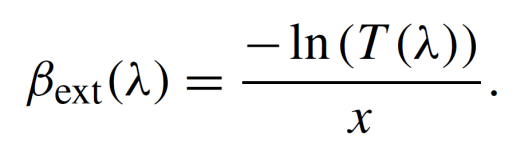 β_ext(λ) = −ln(T(λ)) / x.